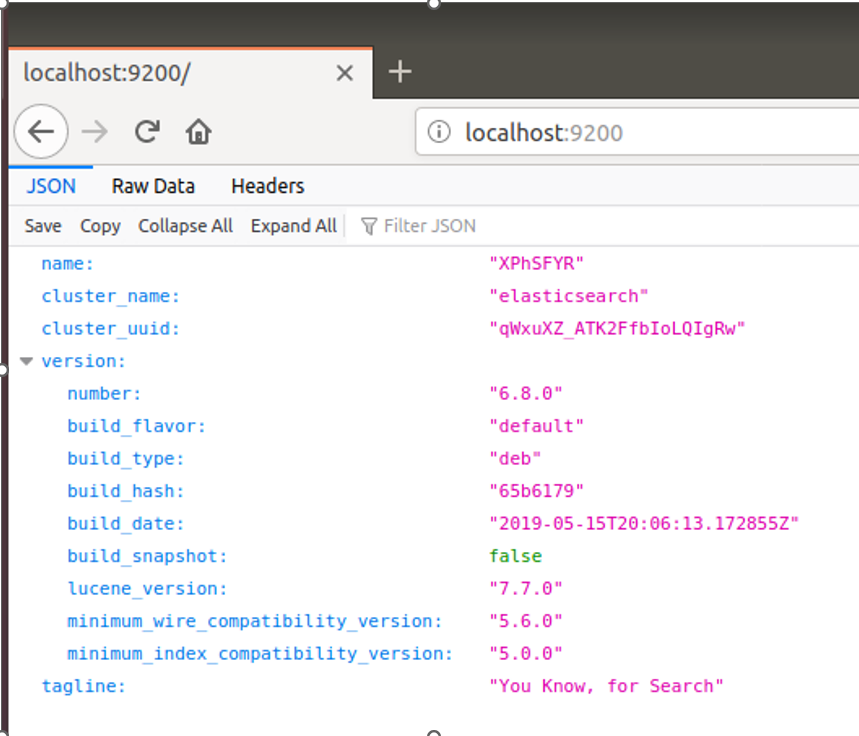 localhost:9200/
localhost:9200
JSON Raw Data Headers
Save Copy Collapse All Expand All Filter JSON
name: "XPhSFYR"
cluster_name: "elasticsearch"
cluster_uuid: "qWxuXZ_ATK2FfbIoLQIgRw"
version:
number: "6.8.0"
build_flavor: "default"
build_type: "deb"
build_hash: "65b6179"
build_date: "2019-05-15T20:06:13.172855Z"
build_snapshot: false
lucene_version: "7.7.0"
minimum_wire_compatibility_version: "5.6.0"
minimum_index_compatibility_version: "5.0.0"
tagline: "You Know, for Search"